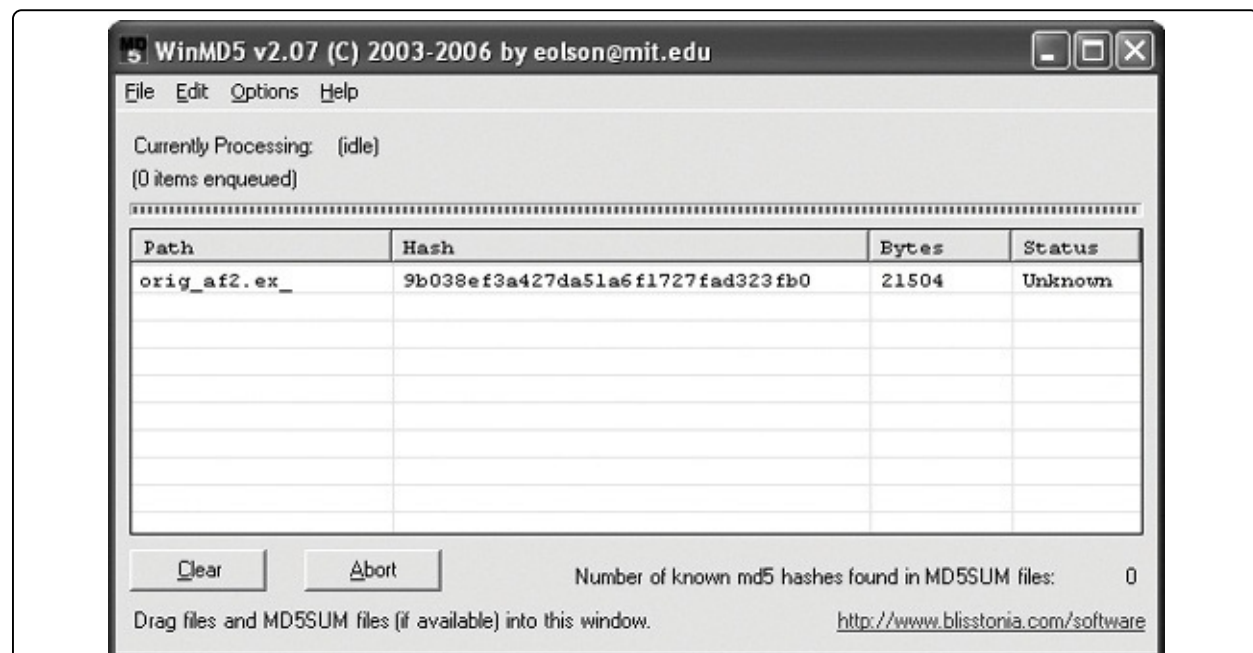 WinMD5 v2.07 (C) 2003-2006 by eolson@mit.edu
File Edit Options Help
Currently Processing: (idle)
(0 items enqueued)
Path Hash Bytes Status
orig_af2.ex_ 9b038ef3a427da51a6f1727fad323fb0 21504 Unknown
Clear Abort Number of known md5 hashes found in MD5SUM files: 0
Drag files and MD5SUM files (if available) into this window. http://www.blisstonia.com/software